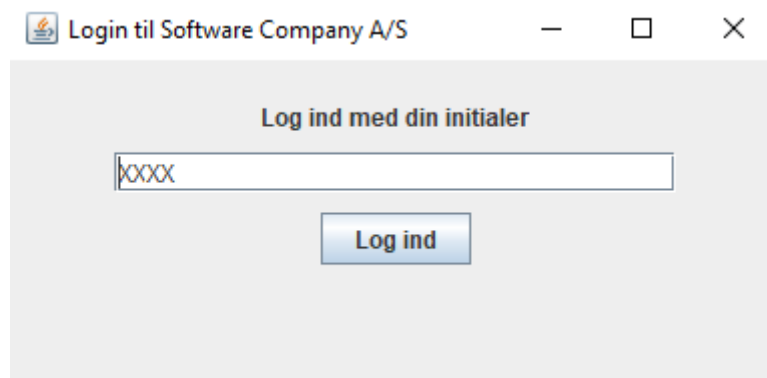 Login til Software Company A/S
Log ind med din initialer
XXXX
Log ind